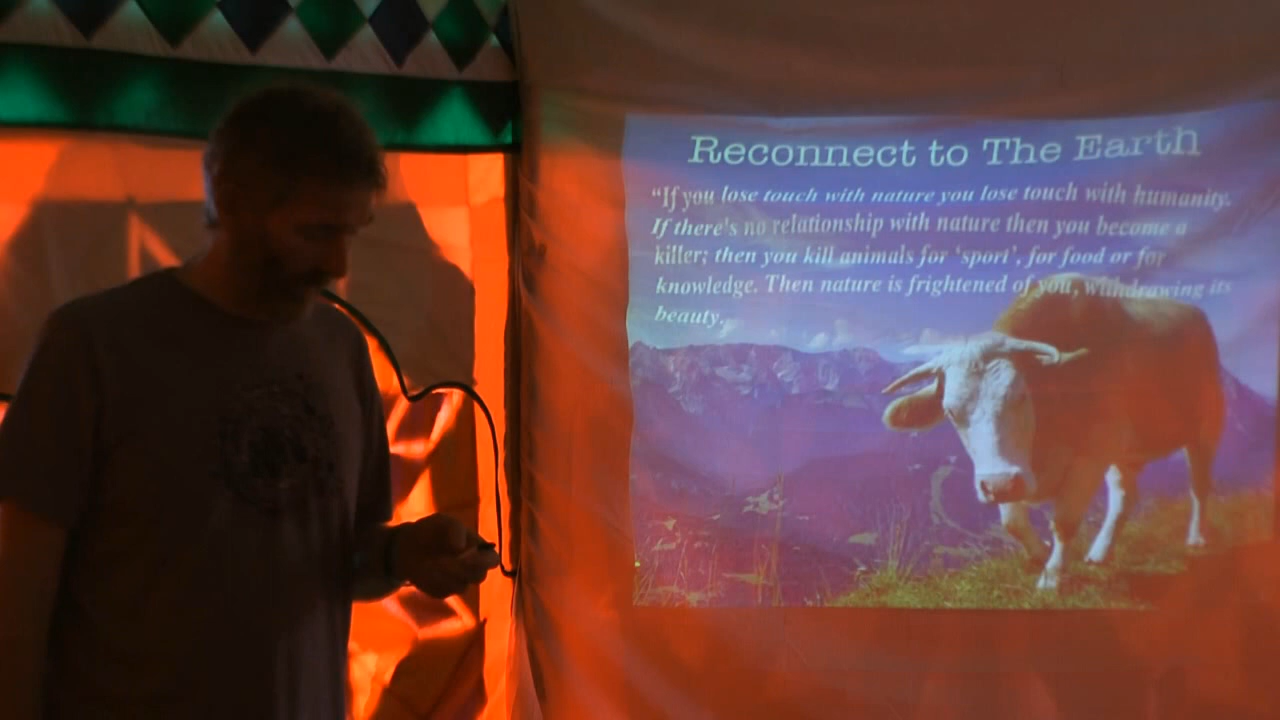 Reconnect to The Earth
“If you lose touch with nature you lose touch with humanity.
If there's no relationship with nature then you become a
killer; then you kill animals for ‘sport’, for food or for
knowledge. Then nature is frightened of you, withdrawing its
beauty.